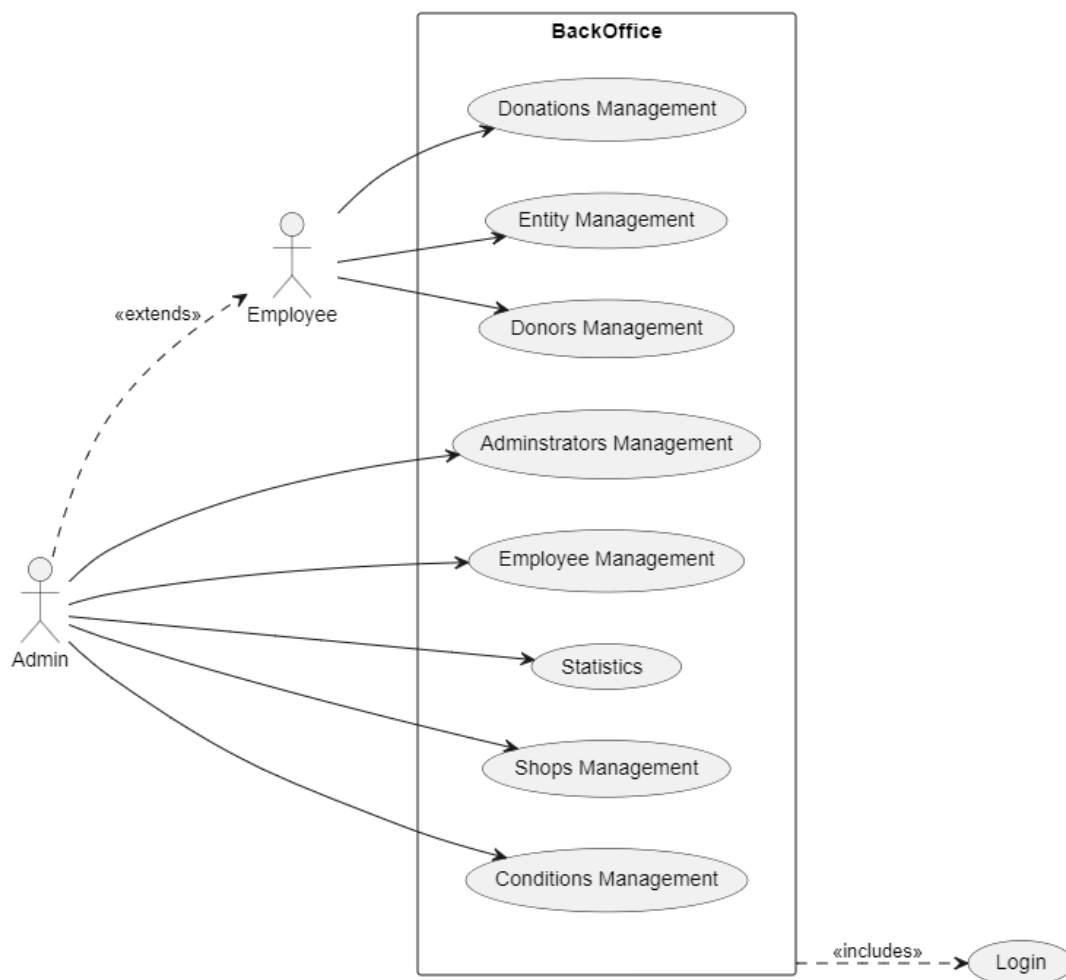 BackOffice
Donations Management
Entity Management
Employee
«extends»
Donors Management
Adminstrators Management
Employee Management
Admin
Statistics
Shops Management
Conditions Management
«includes»
Login